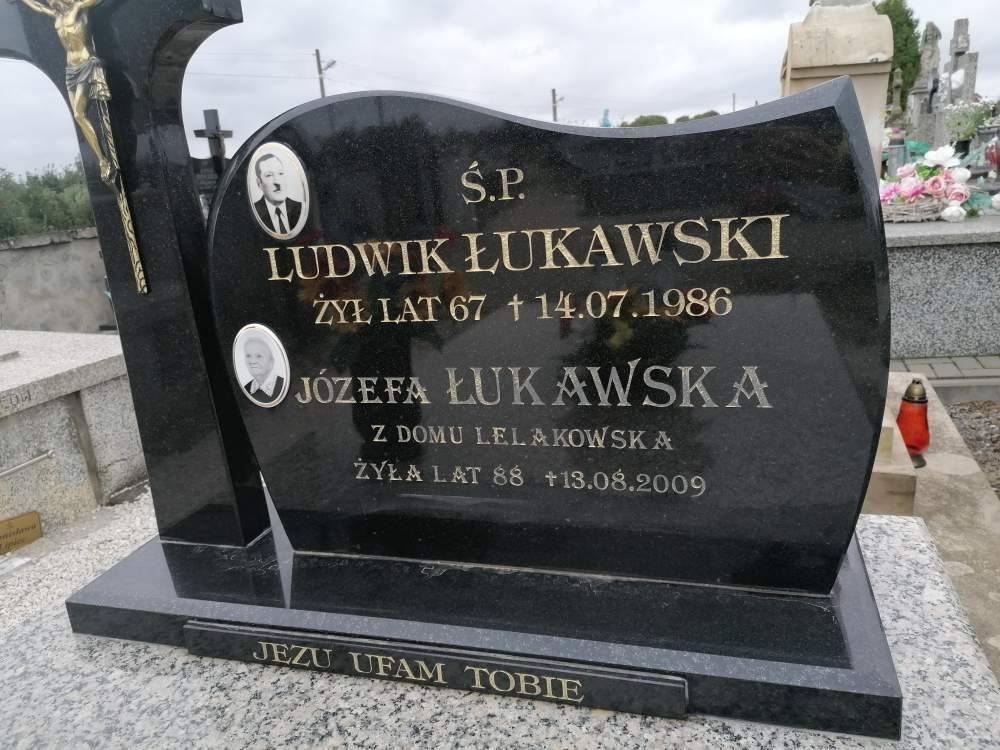 Ś.P.
LUDWIK ŁUKAWSKI
ŻYŁ LAT 67 † 14.07.1986
JÓZEFA ŁUKAWSKA
Z DOMU LELAKOWSKA
ŻYŁA LAT 88 †13.08.2009
JEZU UFAM TOBIE